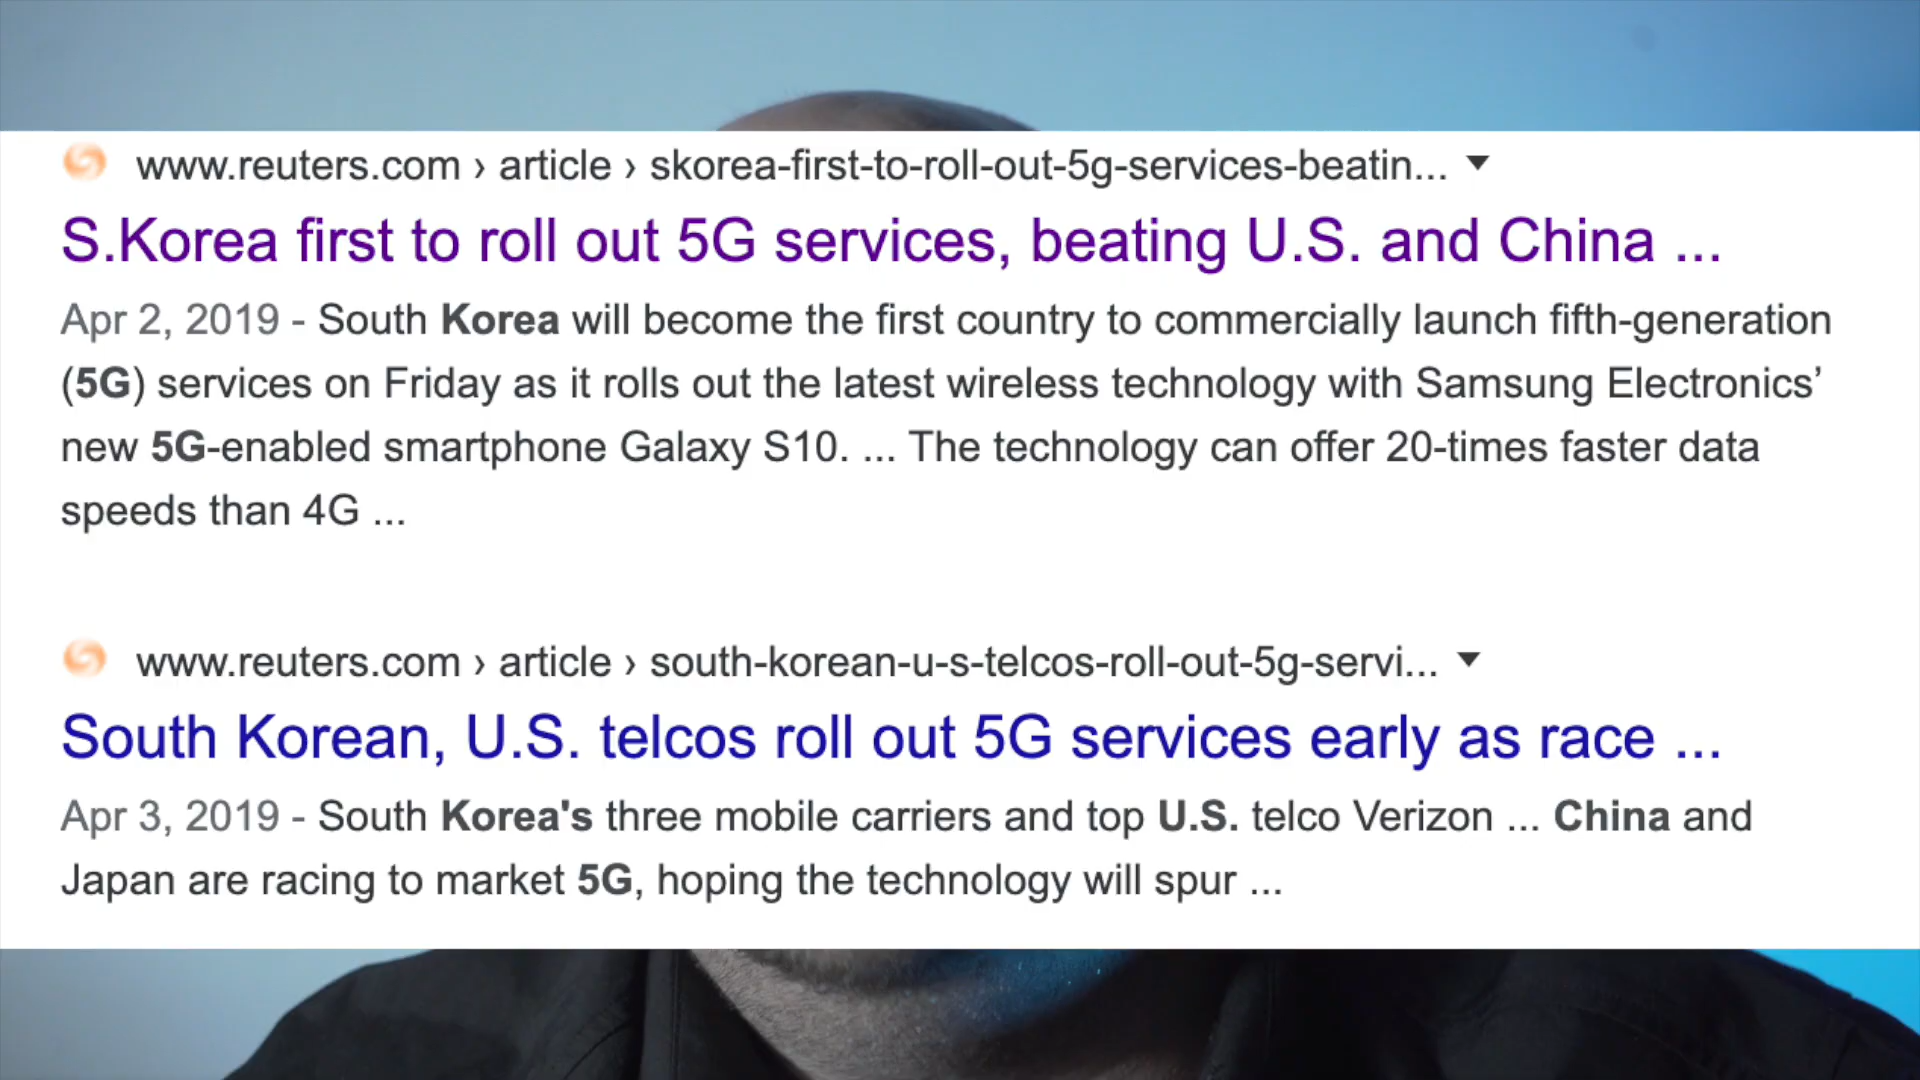 www.reuters.com › article › skorea-first-to-roll-out-5g-services-beatin...
S.Korea first to roll out 5G services, beating U.S. and China ...
Apr 2, 2019 - South Korea will become the first country to commercially launch fifth-generation
(5G) services on Friday as it rolls out the latest wireless technology with Samsung Electronics’
new 5G-enabled smartphone Galaxy S10. ... The technology can offer 20-times faster data
speeds than 4G ...
www.reuters.com › article › south-korean-u-s-telcos-roll-out-5g-servi...
South Korean, U.S. telcos roll out 5G services early as race ...
Apr 3, 2019 - South Korea's three mobile carriers and top U.S. telco Verizon ... China and
Japan are racing to market 5G, hoping the technology will spur ...